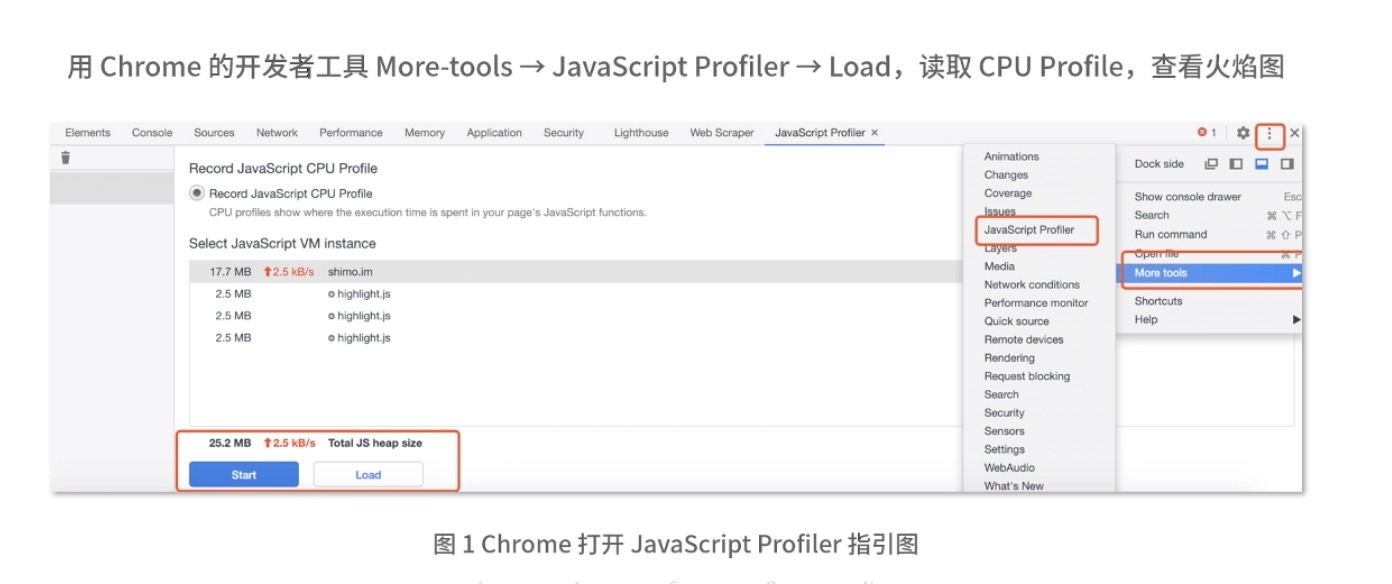 用 Chrome 的开发者工具 More-tools → JavaScript Profiler → Load，读取 CPU Profile，查看火焰图
Elements Console Sources Network Performance Memory Application Security Lighthouse Web Scraper JavaScript Profiler × 1
Record JavaScript CPU Profile
Record JavaScript CPU Profile
CPU profiles show where the execution time is spent in your page's JavaScript functions.
Select JavaScript VM instance
17.7 MB 2.5 kB/s shimo.im
2.5 MB highlight.js
2.5 MB highlight.js
2.5 MB highlight.js
25.2 MB 2.5 kB/s Total JS heap size
Start Load
Animations
Changes
Coverage
Issues
JavaScript Profiler
Layers
Media
Network conditions
Performance monitor
Quick source
Remote devices
Rendering
Request blocking
Search
Security
Sensors
Settings
WebAudio
What's New
Dock side
Show console drawer Esc
Search ⌘ ⌥ F
Run command ⌘ ⇧ P
Open file ⌘ P
More tools
Shortcuts
Help
图 1 Chrome 打开 JavaScript Profiler 指引图